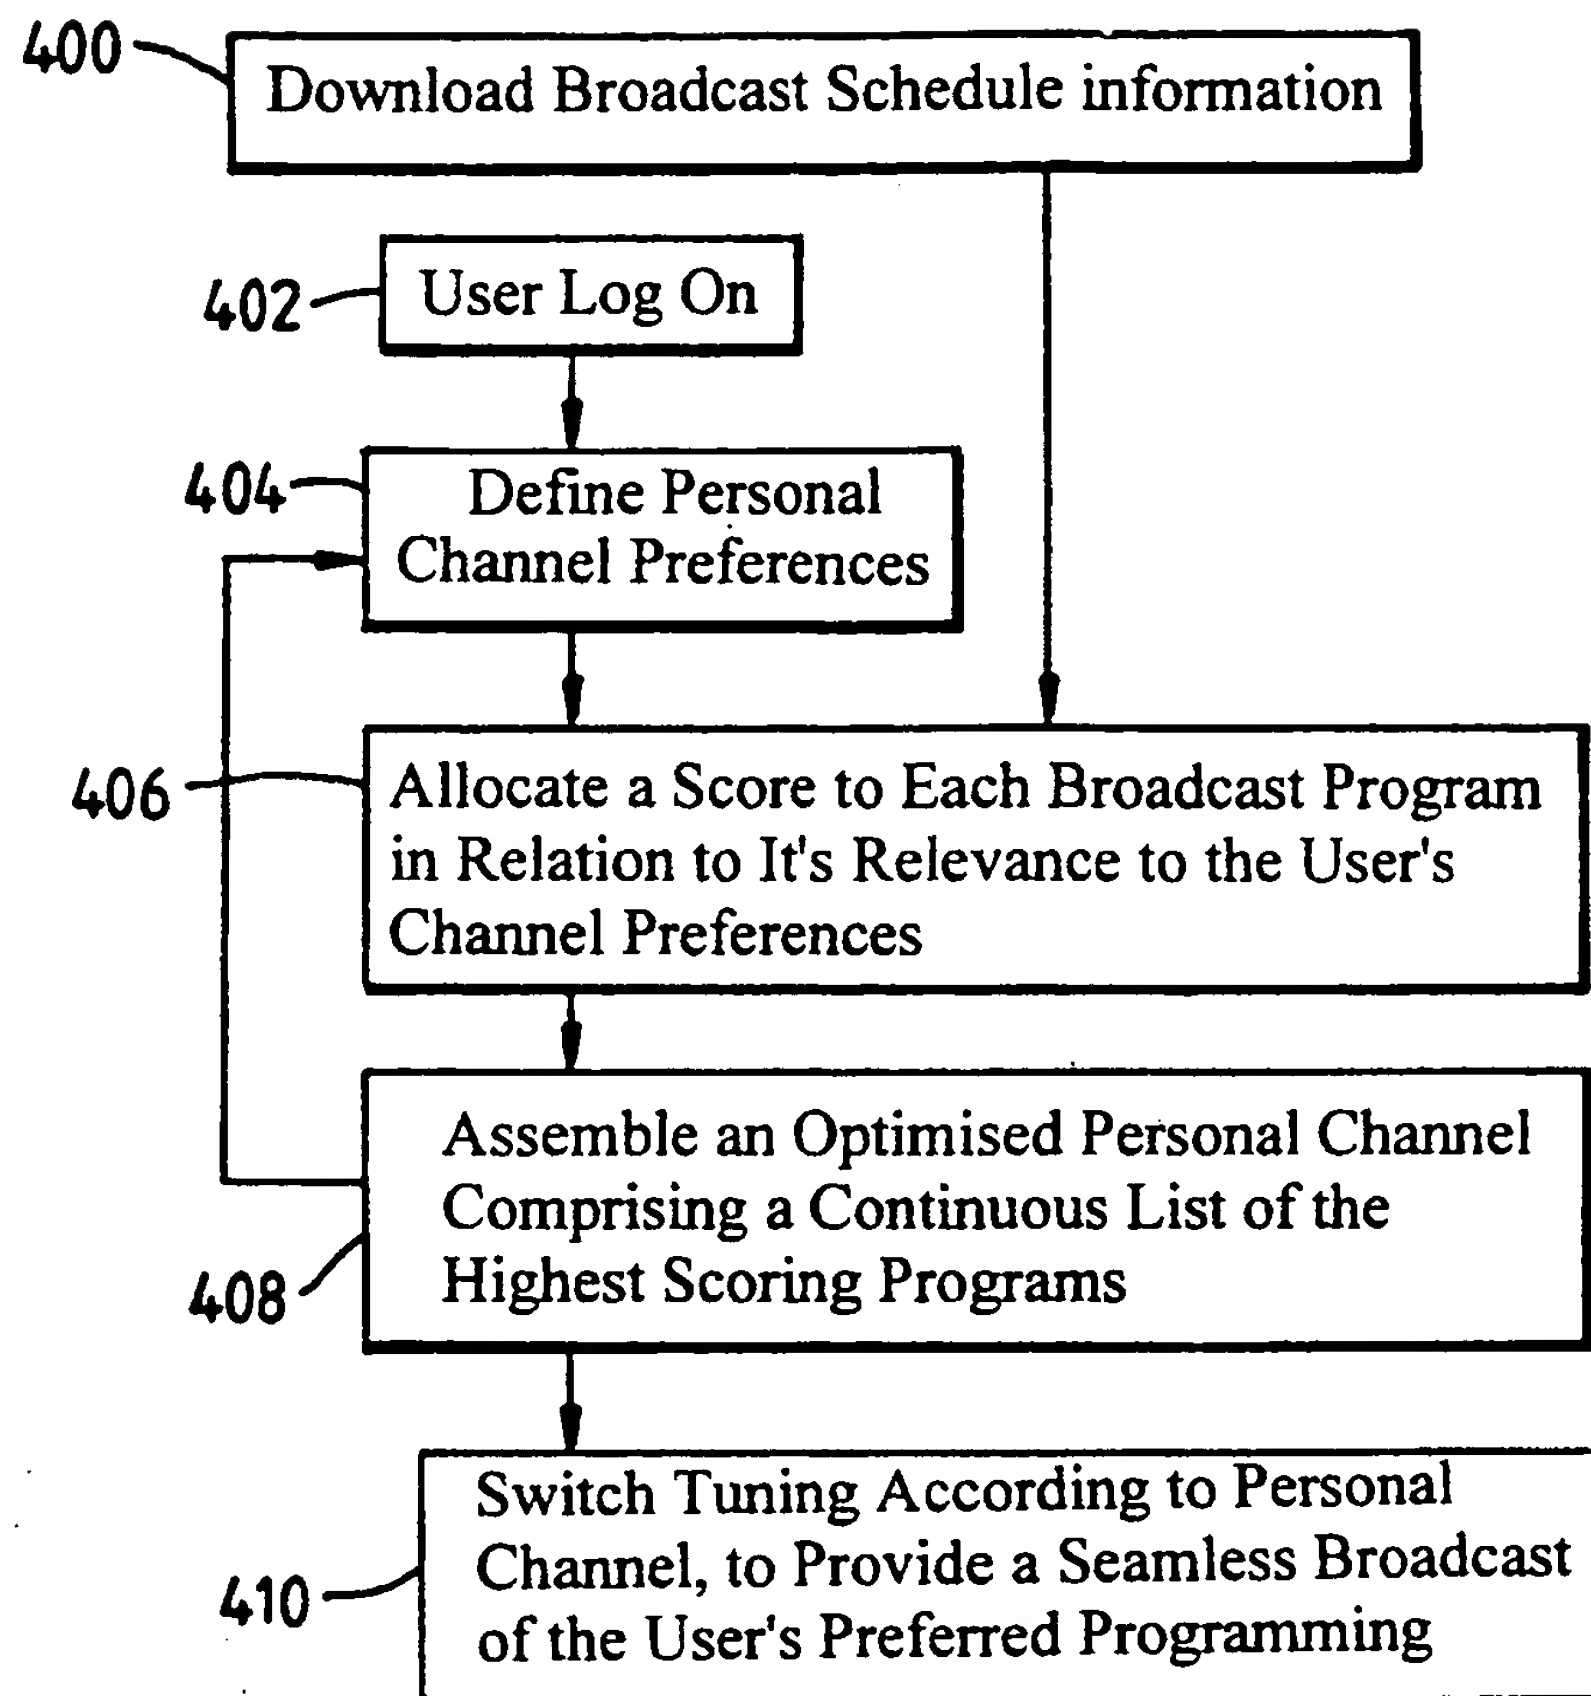 400
Download Broadcast Schedule information
402
User Log On
404
Define Personal
Channel Preferences
406
Allocate a Score to Each Broadcast Program
in Relation to It's Relevance to the User's
Channel Preferences
Assemble an Optimised Personal Channel
Comprising a Continuous List of the
Highest Scoring Programs
408
Switch Tuning According to Personal
Channel, to Provide a Seamless Broadcast
of the User's Preferred Programming
410